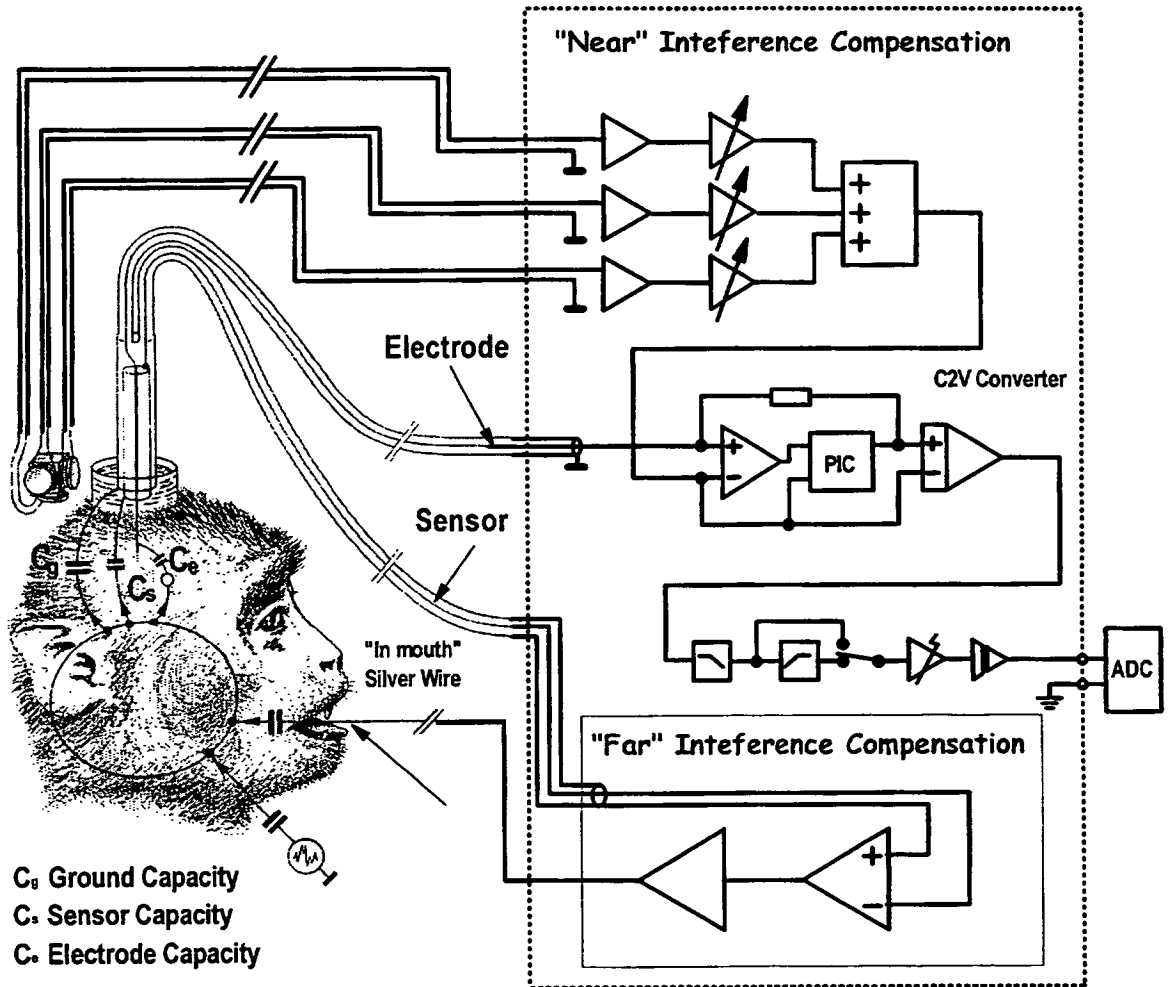 "Near" Inteference Compensation
+
+
+
Electrode
C2V Converter
+
-
PIC
+
-
Sensor
Cg
Cs
Ce
"In mouth"
Silver Wire
ADC
"Far" Inteference Compensation
+
-
Cg Ground Capacity
Cs Sensor Capacity
Ce Electrode Capacity